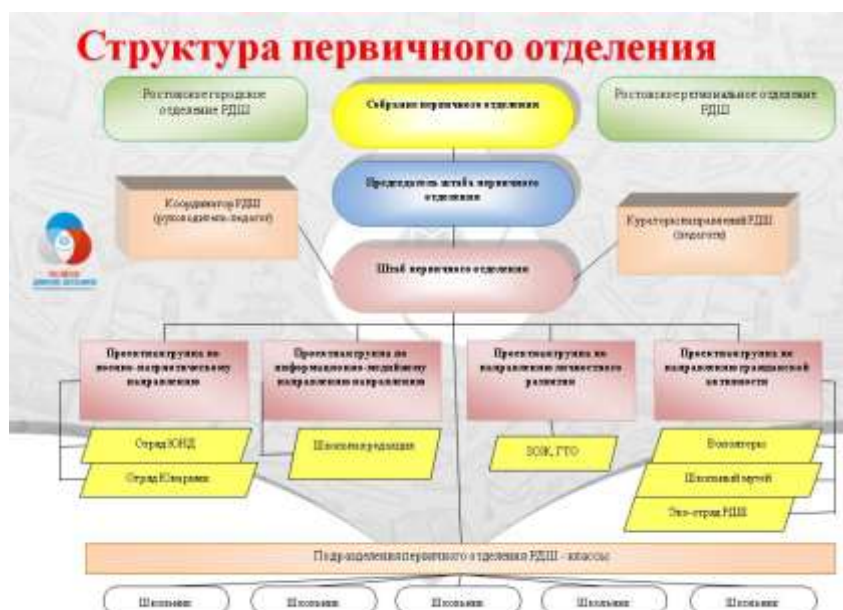 Структура первичного отделения
Ростовское городское
отделение РДШ
Собрание первичного отделения
Ростовское региональное отделение
РДШ
Председатель штаба первичного
отделения
Координатор РДШ
(руководитель-педагог)
Кураторы направлений РДШ
(педагоги)
Штаб первичного отделения
Проектная группа по
военно-патриотическому
направлению
Проектная группа по
информационно-медийному
направлению направлению
Проектная группа по
направлению личностного
развития
Проектная группа по
направлению гражданской
активности
Отряд ЮИД
Отряд Юнармии
Школьная редакция
ЗОЖ, ГТО
Волонтеры
Школьный музей
Эко-отряд РДШ
Подразделения первичного отделения РДШ - классы
Школьник
Школьник
Школьник
Школьник
Школьник